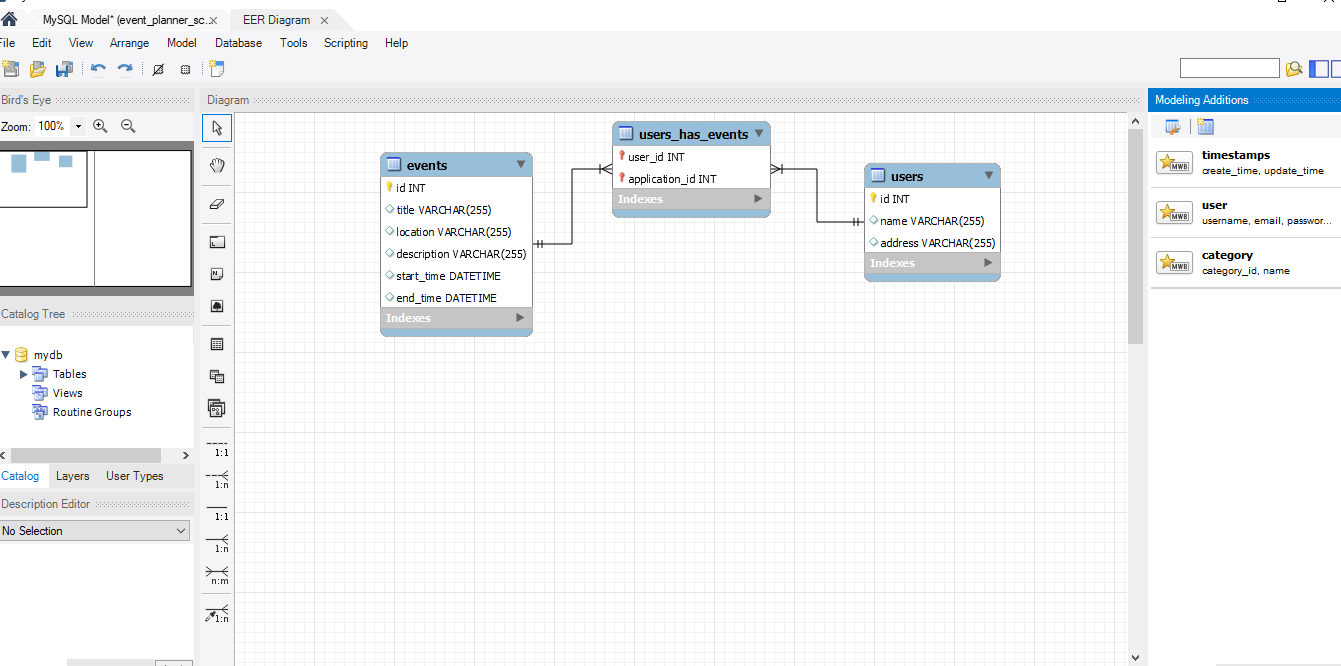 MySQL Model* (event_planner_sc...
EER Diagram
File Edit View Arrange Model Database Tools Scripting Help
Bird's Eye
Diagram
Modeling Additions
Zoom: 100%
timestamps
create_time, update_time
user
username, email, passwor...
category
category_id, name
events
id INT
title VARCHAR(255)
location VARCHAR(255)
description VARCHAR(255)
start_time DATETIME
end_time DATETIME
Indexes
users_has_events
user_id INT
application_id INT
Indexes
users
id INT
name VARCHAR(255)
address VARCHAR(255)
Indexes
Catalog Tree
mydb
Tables
Views
Routine Groups
Catalog Layers User Types
Description Editor
No Selection
1:1
1:n
1:1
1:n
n:m
1:n